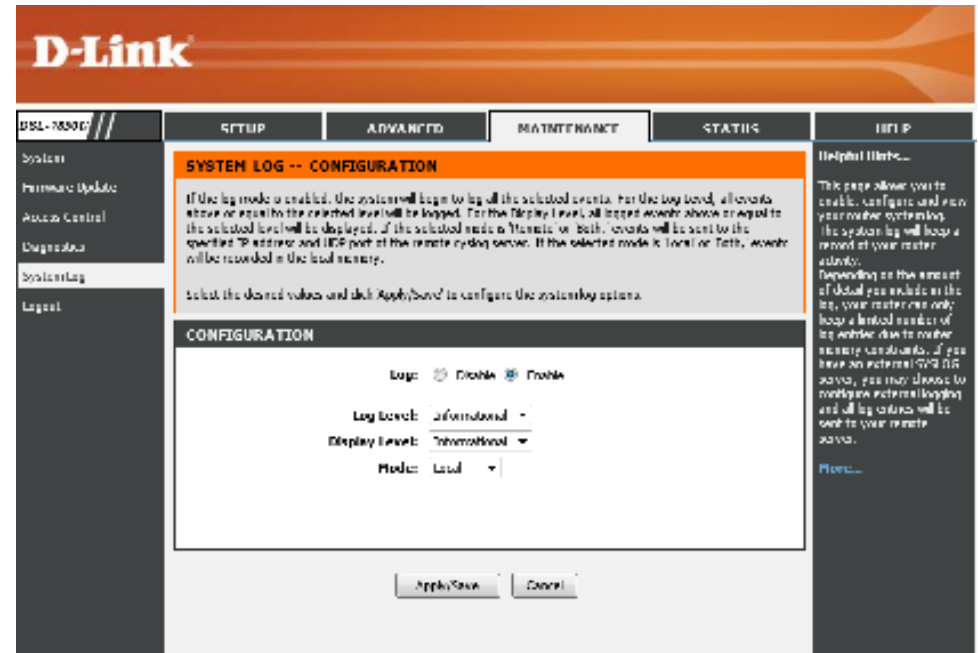 D-Link
SETUP
ADVANCED
MAINTENANCE
STATUS
HELP
System
Firmware Update
Access Control
Diagnostics
System Log
Logout
SYSTEM LOG -- CONFIGURATION
If the log mode is enabled, the system will begin to log all the selected events. For the Log Level, all events
above or equal to the selected level will be logged. For the Display Level, all logged events above or equal to
the selected level will be displayed. If the selected mode is 'Remote' or 'Both,' events will be sent to the
specified IP address and UDP port of the remote syslog server. If the selected mode is 'Local' or 'Both,' events
will be recorded in the local memory.
Select the desired values and click 'Apply/Save' to configure the system log options.
CONFIGURATION
Log: Disable Enable
Log Level: Informational
Display Level: Informational
Mode: Local
Apply/Save Cancel
Helpful Hints...
This page allows you to
enable, configure and view
your router system log.
The system log will keep a
record of your router
activity.
Depending on the amount
of detail you include in the
log, your router can only
keep a limited number of
log entries due to router
memory constraints. If you
have an external SYSLOG
server, you may choose to
configure external logging
and all log entries will be
sent to your remote
server.
More...